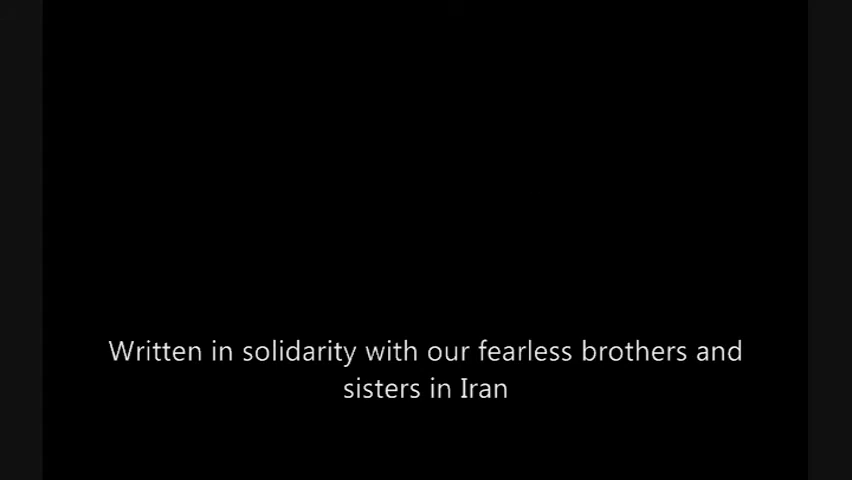 Written in solidarity with our fearless brothers and
sisters in Iran